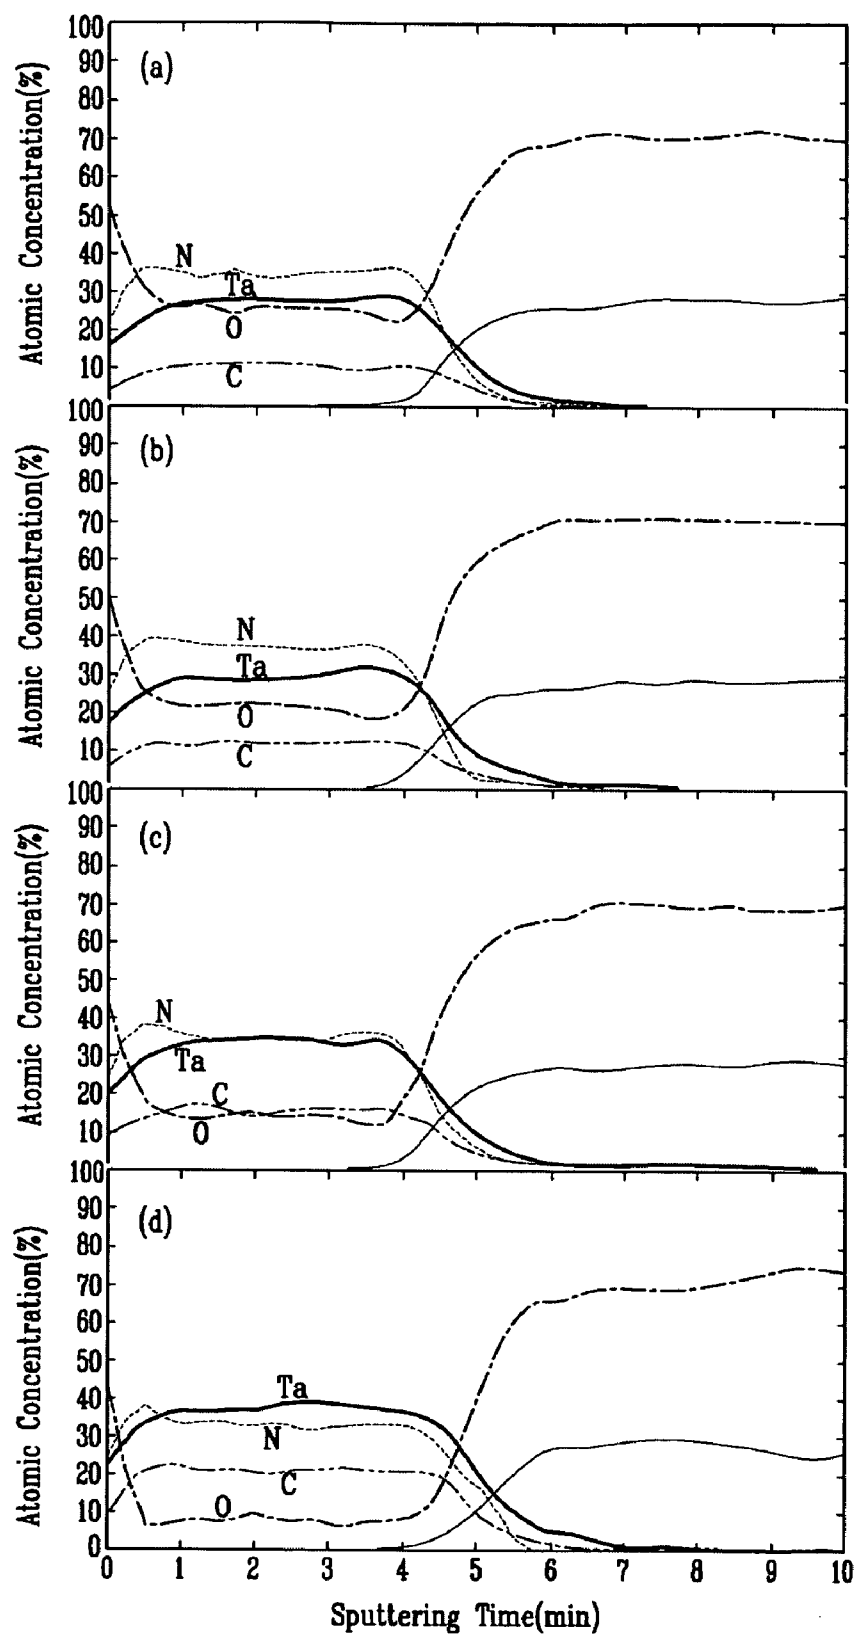 100
(a)
90
80
70
60
50
40
30
20
10
N
Ta
O
C
Atomic Concentration(%)
100
(b)
90
80
70
60
50
40
30
20
10
N
Ta
O
C
Atomic Concentration(%)
100
(c)
90
80
70
60
50
40
30
20
10
N
Ta
C
O
Atomic Concentration(%)
100
(d)
90
80
70
60
50
40
30
20
10
0
Ta
N
C
O
Atomic Concentration(%)
0 1 2 3 4 5 6 7 8 9 10
Sputtering Time(min)